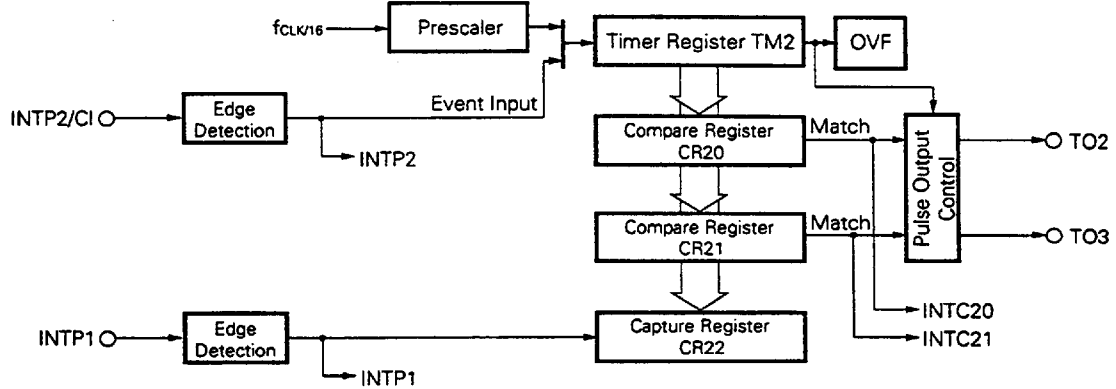 fCLK/16
Prescaler
Timer Register TM2
OVF
INTP2/CI
Edge
Detection
Event Input
INTP2
Compare Register
CR20
Match
Pulse Output
Control
TO2
Compare Register
CR21
Match
TO3
INTC20
INTP1
Edge
Detection
Capture Register
CR22
INTC21
INTP1